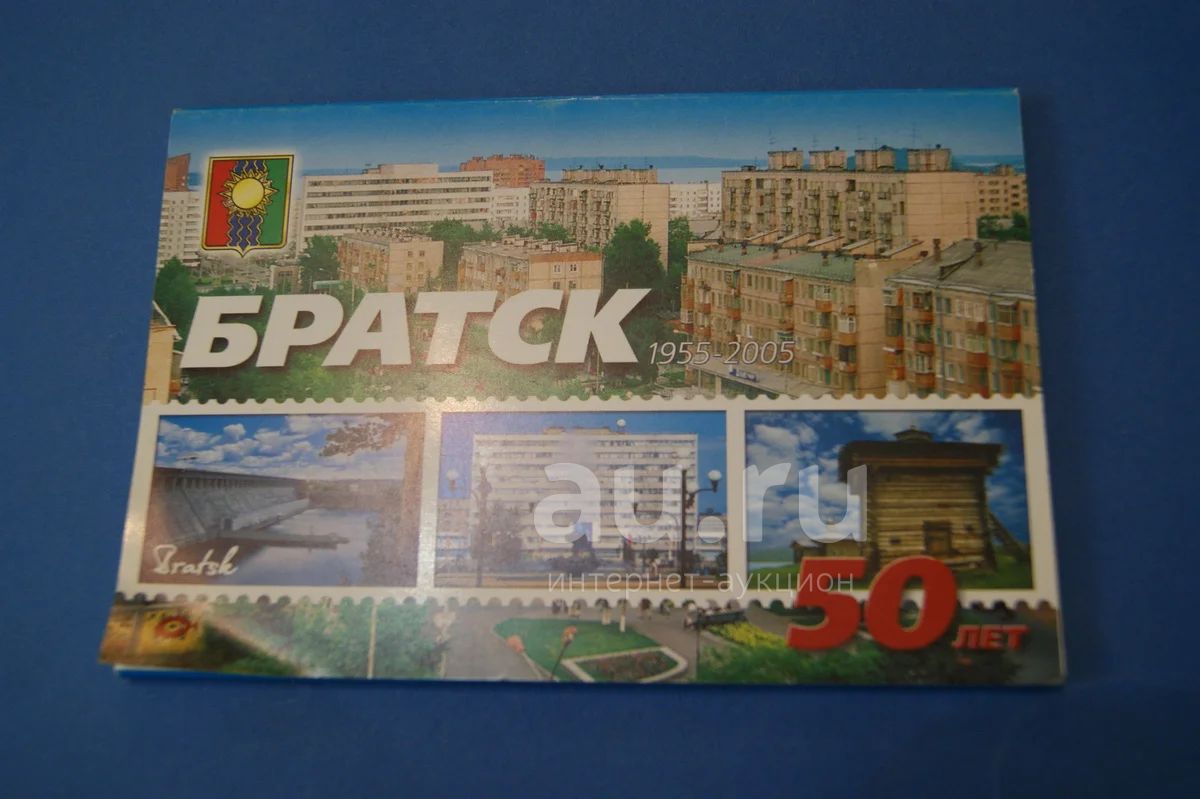 БРАТСК
1955-2005
Bratsk
au.ru
интернет-аукцион
50
ЛЕТ